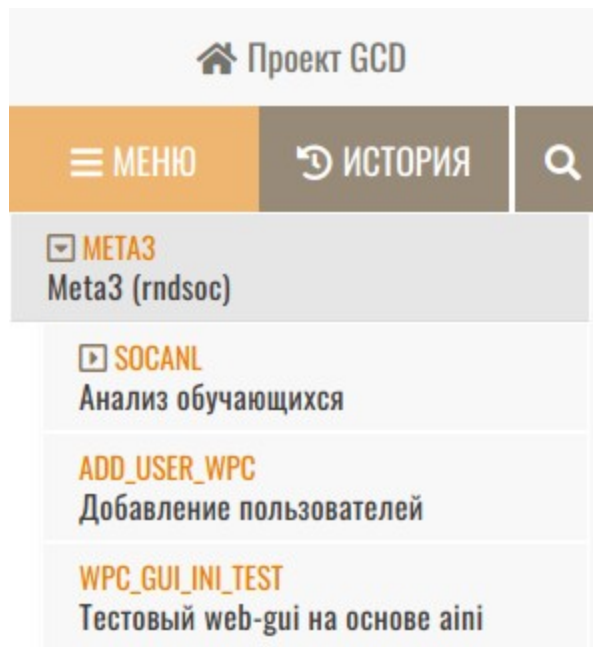 Проект GCD
МЕНЮ ИСТОРИЯ
META3
Meta3 (rndsoc)
SOCANL
Анализ обучающихся
ADD_USER_WPC
Добавление пользователей
WPC_GUI_INI_TEST
Тестовый web-gui на основе aini